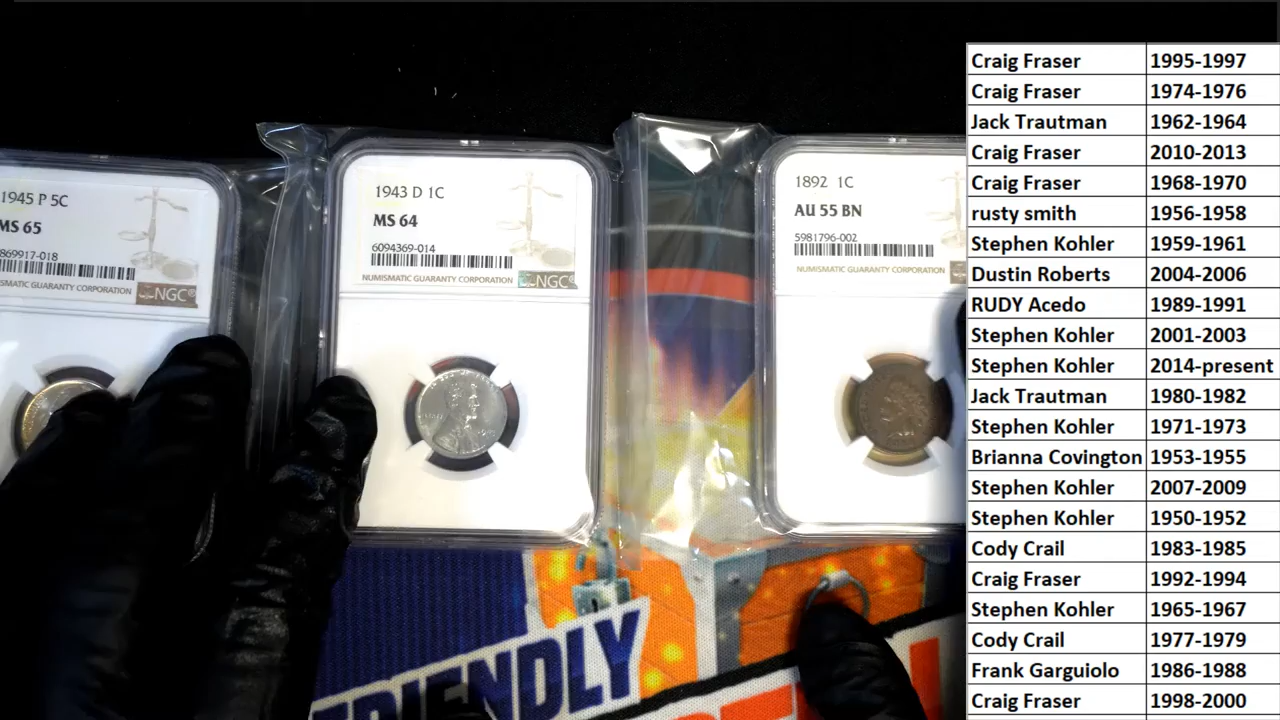 1945 P 5C
MS 65
869917-018
NGC®
1943 D 1C
MS 64
6094369-014
NUMISMATIC GUARANTY CORPORATION
NGC®
1892 1C
AU 55 BN
5981796-002
NUMISMATIC GUARANTY CORPORATION
FRIENDLY
Craig Fraser 1995-1997
Craig Fraser 1974-1976
Jack Trautman 1962-1964
Craig Fraser 2010-2013
Craig Fraser 1968-1970
rusty smith 1956-1958
Stephen Kohler 1959-1961
Dustin Roberts 2004-2006
RUDY Acedo 1989-1991
Stephen Kohler 2001-2003
Stephen Kohler 2014-present
Jack Trautman 1980-1982
Stephen Kohler 1971-1973
Brianna Covington 1953-1955
Stephen Kohler 2007-2009
Stephen Kohler 1950-1952
Cody Crail 1983-1985
Craig Fraser 1992-1994
Stephen Kohler 1965-1967
Cody Crail 1977-1979
Frank Garguiolo 1986-1988
Craig Fraser 1998-2000